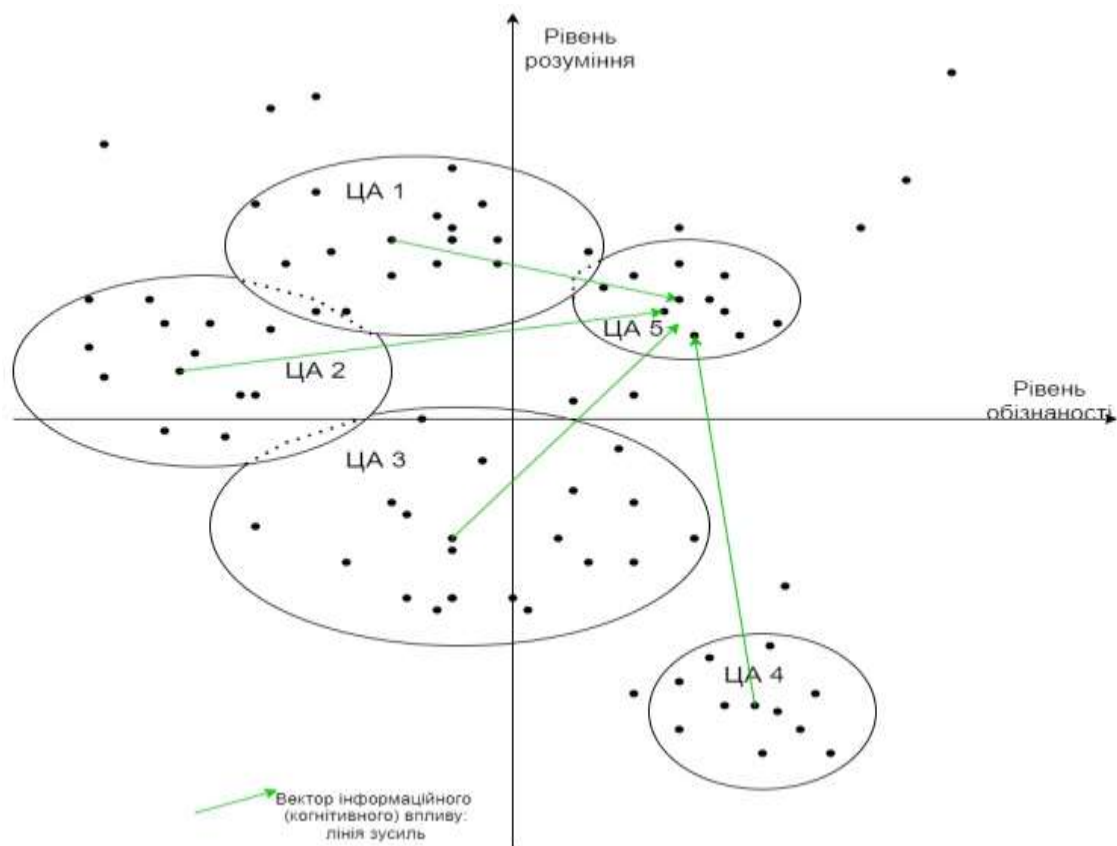 Рівень
розуміння
ЦА 1
ЦА 5
ЦА 2
Рівень
обізнаності
ЦА 3
ЦА 4
Вектор інформаційного
(когнітивного) впливу:
лінія зусиль